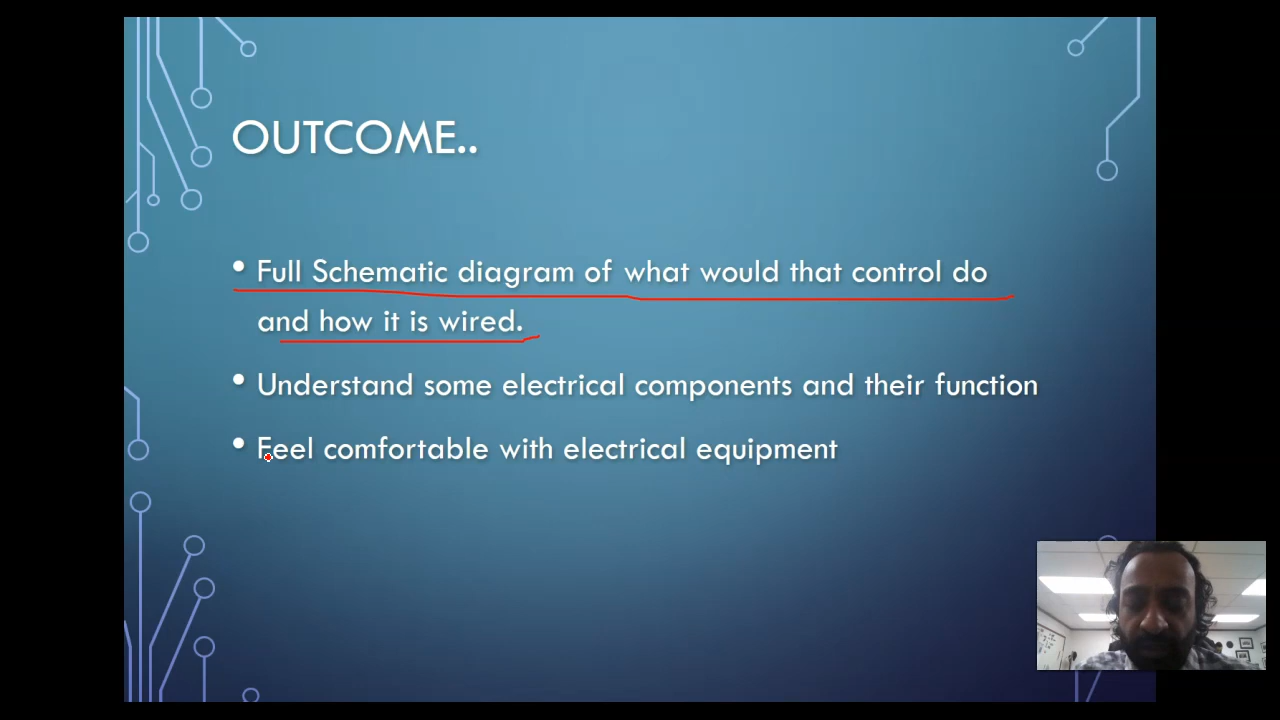 OUTCOME..
• Full Schematic diagram of what would that control do
and how it is wired.
• Understand some electrical components and their function
• Feel comfortable with electrical equipment